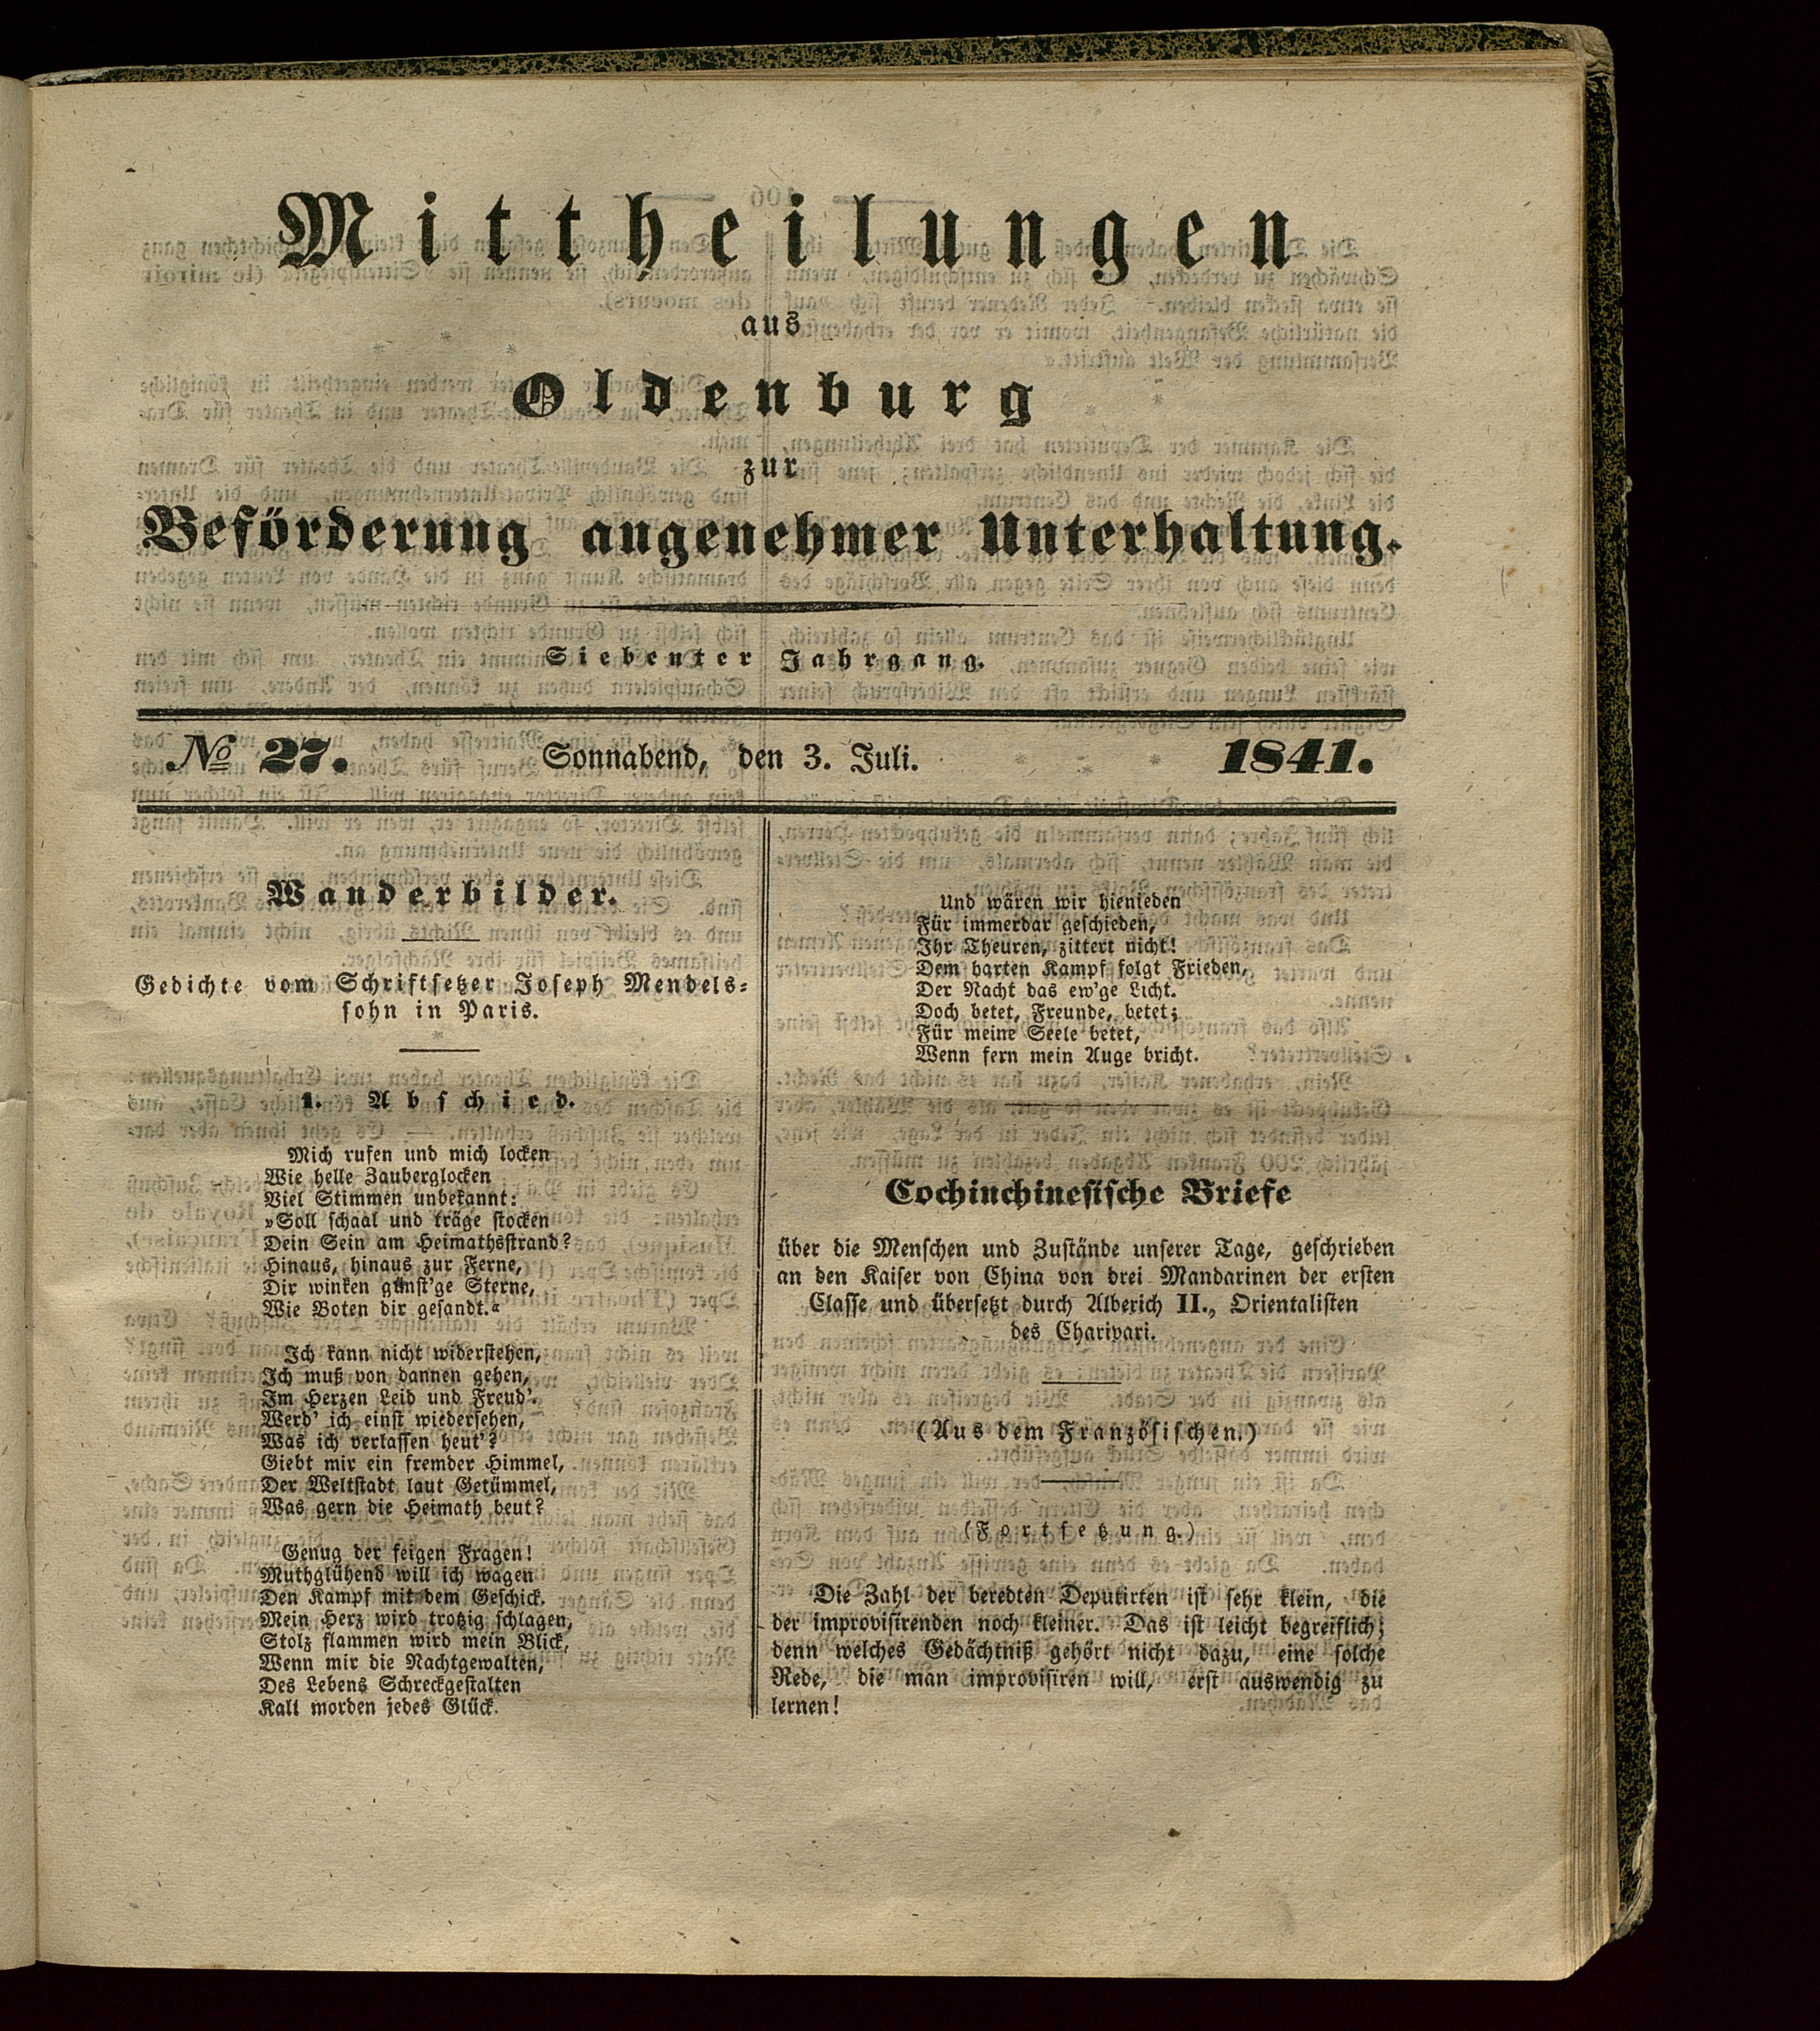 Mittheilungen
aus
Oldenburg
zur
Beförderung angenehmer Unterhaltung.
Siebenter Jahrgang.
No 27.
Sonnabend, den 3. Juli.
1841.
Wanderbilder.
Gedichte vom Schriftsetzer Joseph Mendels-
sohn in Paris.
1. Abschied.
Mich rufen und mich locken
Wie helle Zauberglocken
Viel Stimmen unbekannt:
»Soll schaal und träge stocken
Dein Sein am Heimathsstrand?
Hinaus, hinaus zur Ferne,
Dir winken günst'ge Sterne,
Wie Boten dir gesandt.«
Ich kann nicht widerstehen,
Ich muß von dannen gehen,
Im Herzen Leid und Freud'.
Werd' ich einst wiedersehen,
Was ich verlassen heut'?
Giebt mir ein fremder Himmel,
Der Weltstadt laut Getümmel,
Was gern die Heimath beut?
Genug der feigen Fragen!
Muthglühend will ich wagen
Den Kampf mit dem Geschick.
Mein Herz wird trotzig schlagen,
Stolz flammen wird mein Blick,
Wenn mir die Nachtgewalten,
Des Lebens Schreckgestalten
Kalt morden jedes Glück.
Und wären wir hienieden
Für immerdar geschieden,
Ihr Theuren, zittert nicht!
Dem harten Kampf folgt Frieden,
Der Nacht das ew'ge Licht.
Doch betet, Freunde, betet;
Für meine Seele betet,
Wenn fern mein Auge bricht.
Cochinchinesische Briefe
über die Menschen und Zustände unserer Tage, geschrieben
an den Kaiser von China von drei Mandarinen der ersten
Classe und übersetzt durch Alberich II., Orientalisten
des Charivari.
(Aus dem Französischen.)
(Fortsetzung.)
Die Zahl der beredten Deputirten ist sehr klein, die
der improvisirenden noch kleiner. Das ist leicht begreiflich;
denn welches Gedächtniß gehört nicht dazu, eine solche
Rede, die man improvisiren will, erst auswendig zu
lernen!